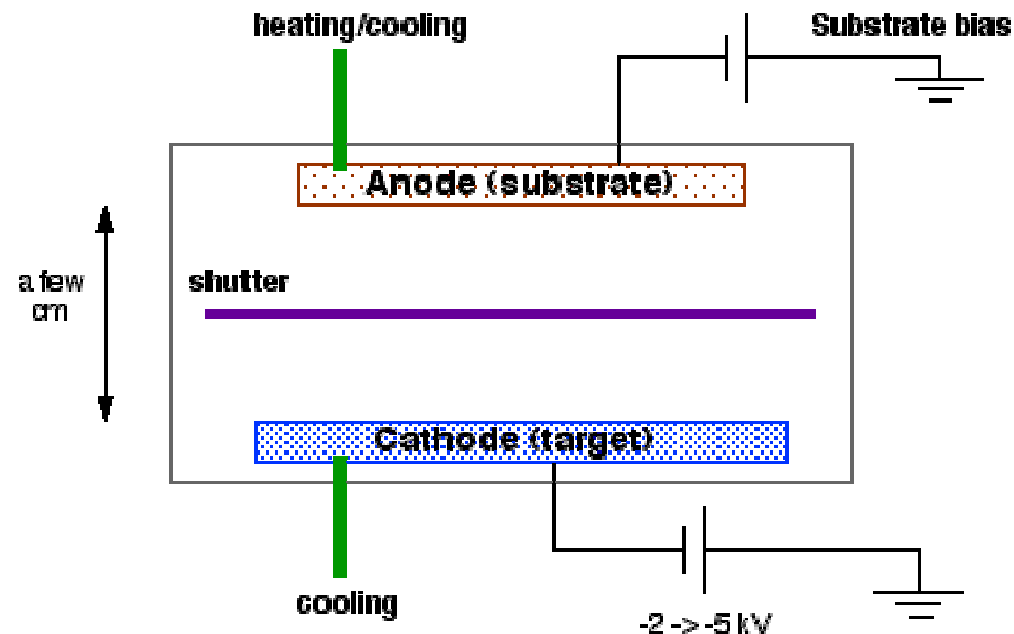 heating/cooling
Substrate bias
Anode (substrate)
a few
cm
shutter
Cathode (target)
cooling
-2 -> -5 kV